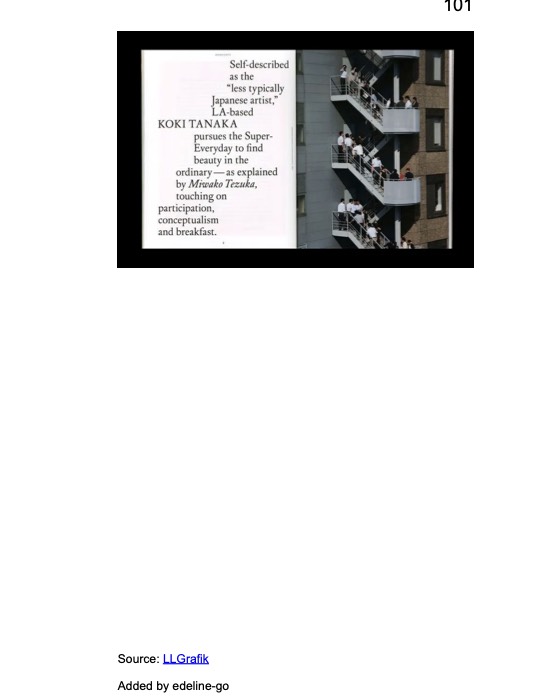 101
Self-described
as the
“less typically
Japanese artist,”
LA-based
KOKI TANAKA
pursues the Super-
Everyday to find
beauty in the
ordinary — as explained
by Miwako Tezuka,
touching on
participation,
conceptualism
and breakfast.
Source: LLGrafik
Added by edeline-go